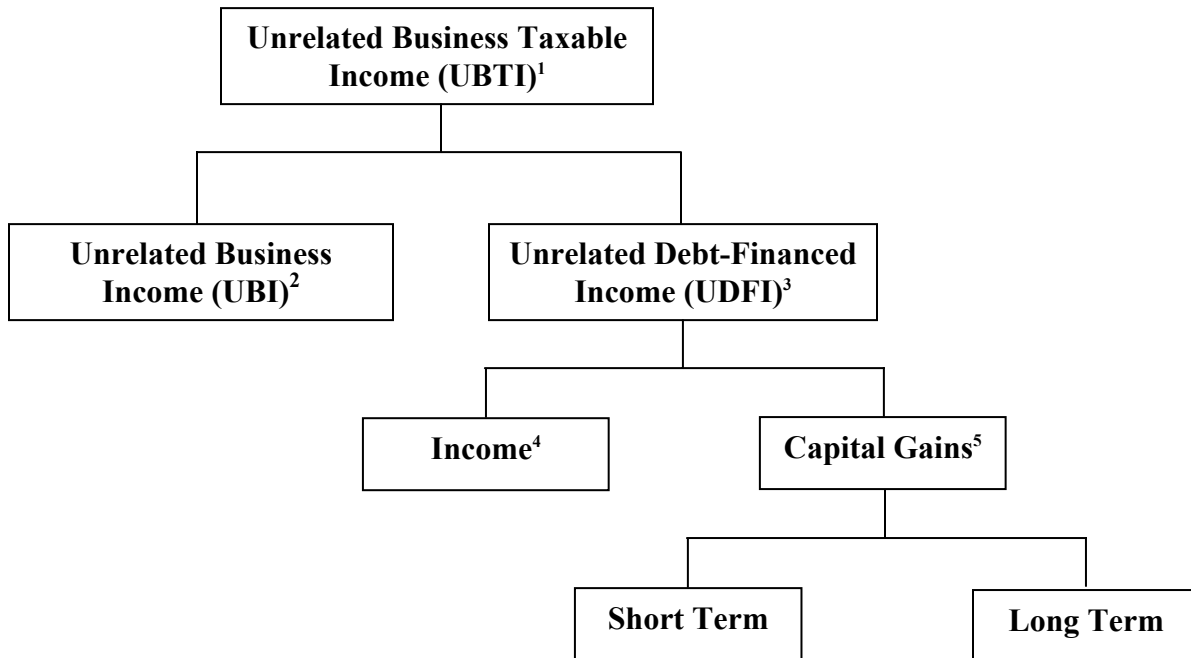 Unrelated Business Taxable
Income (UBTI)¹
Unrelated Business
Income (UBI)²
Unrelated Debt-Financed
Income (UDFI)³
Income⁴
Capital Gains⁵
Short Term
Long Term